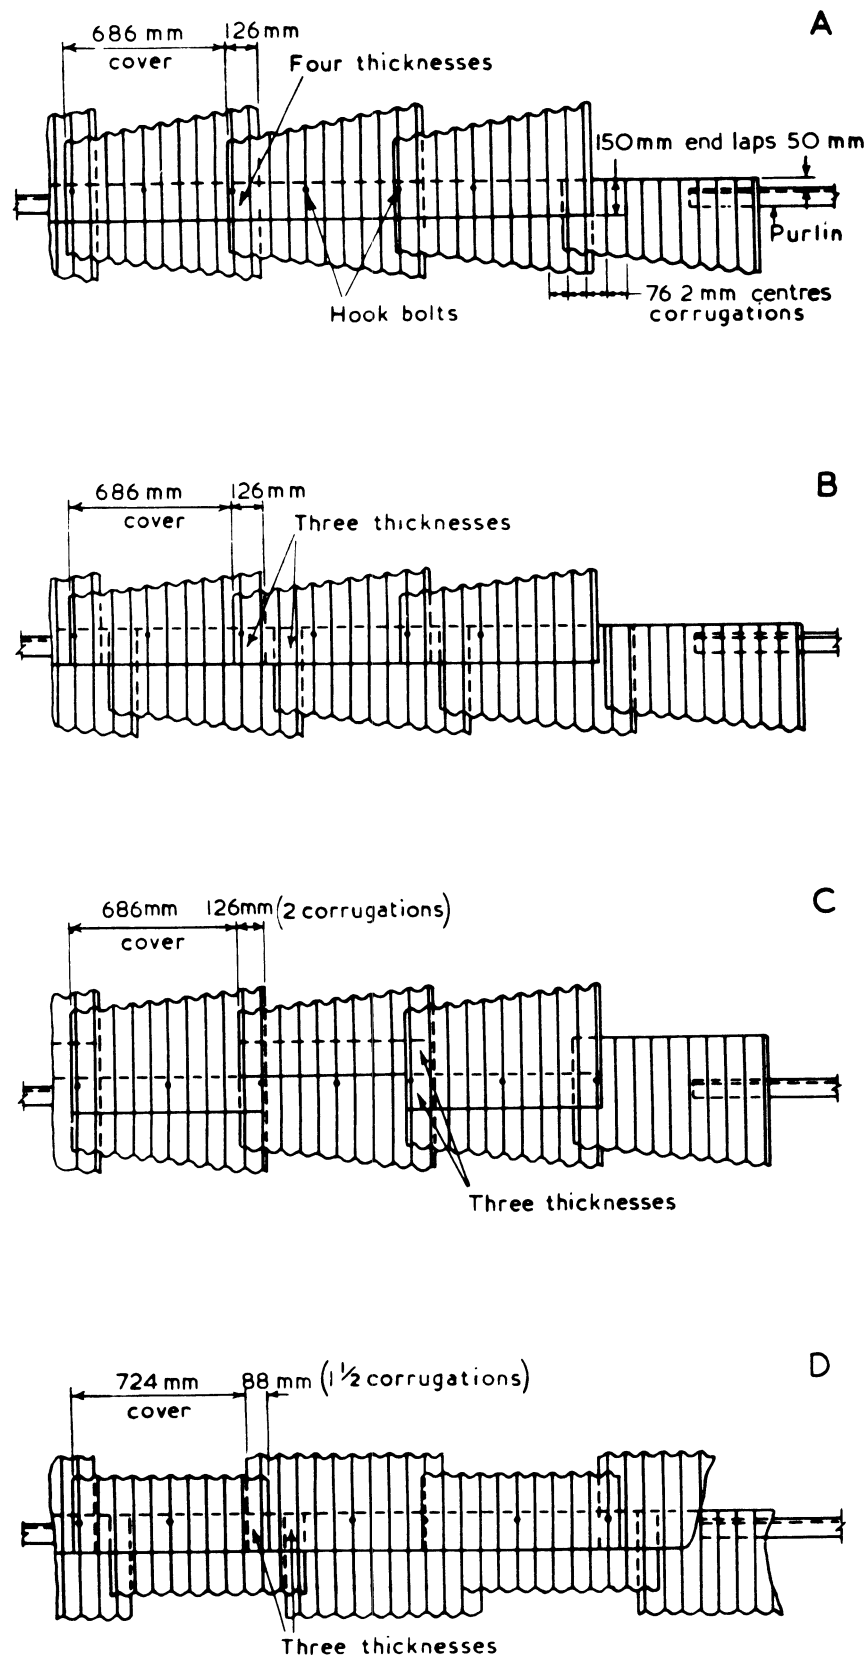 A
686 mm
126mm
cover
Four thicknesses
150mm end laps 50 mm
Purlin
Hook bolts
76 2 mm centres
corrugations
B
686 mm
126mm
cover
Three thicknesses
C
686mm
126mm (2 corrugations)
cover
Three thicknesses
D
724 mm
88 mm (1 1/2 corrugations)
cover
Three thicknesses